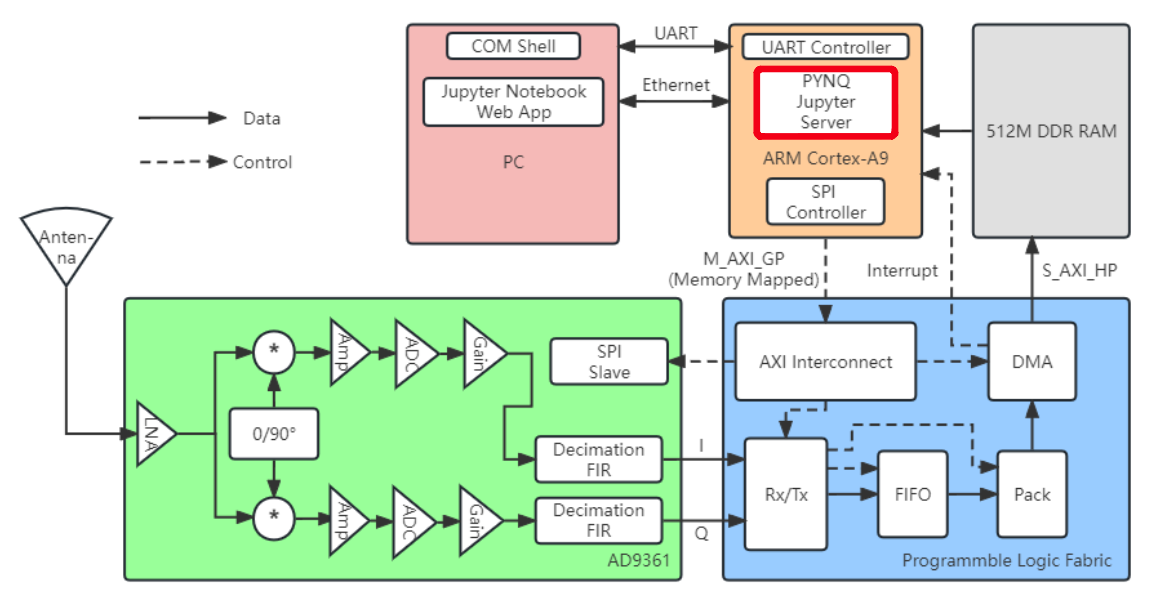 COM Shell
Jupyter Notebook
Web App
PC
UART
Ethernet
UART Controller
PYNQ
Jupyter
Server
ARM Cortex-A9
SPI
Controller
512M DDR RAM
Data
Control
Anten-
na
M_AXI_GP
(Memory Mapped)
Interrupt
S_AXI_HP
LNA
*
0/90°
*
Amp
ADC
Gain
Amp
ADC
Gain
SPI
Slave
Decimation
FIR
Decimation
FIR
AD9361
I
Q
AXI Interconnect
DMA
Rx/Tx
FIFO
Pack
Programmble Logic Fabric